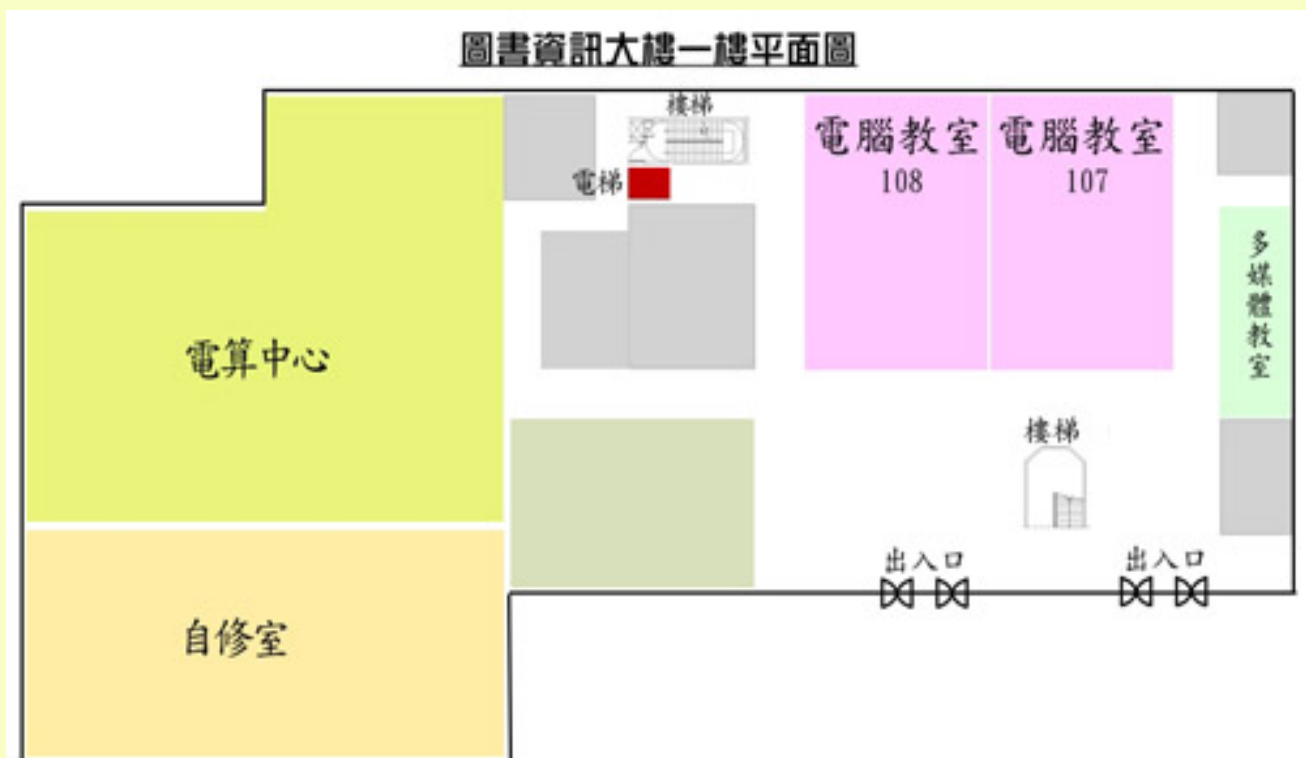 圖書資訊大樓一樓平面圖
樓梯
電腦教室
108
電腦教室
107
電梯
多媒體教室
電算中心
樓梯
出入口
出入口
自修室